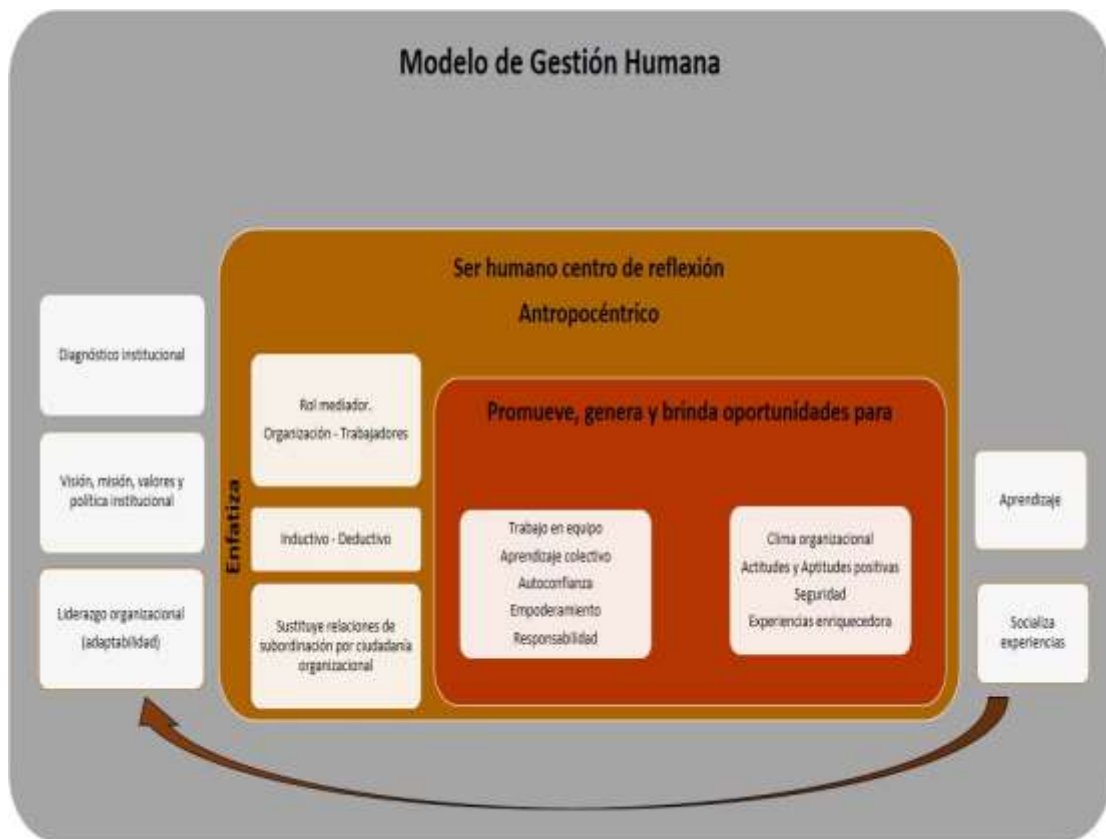 Modelo de Gestión Humana
Diagnóstico institucional
Visión, misión, valores y
política institucional
Liderazgo organizacional
(adaptabilidad)
Ser humano centro de reflexión
Antropocéntrico
Enfatiza
Rol mediador.
Organización - Trabajadores
Inductivo - Deductivo
Sustituye relaciones de
subordinación por ciudadanía
organizacional
Promueve, genera y brinda oportunidades para
Trabajo en equipo
Aprendizaje colectivo
Autoconfianza
Empoderamiento
Responsabilidad
Clima organizacional
Actitudes y Aptitudes positivas
Seguridad
Experiencias enriquecedora
Aprendizaje
Socializa
experiencias